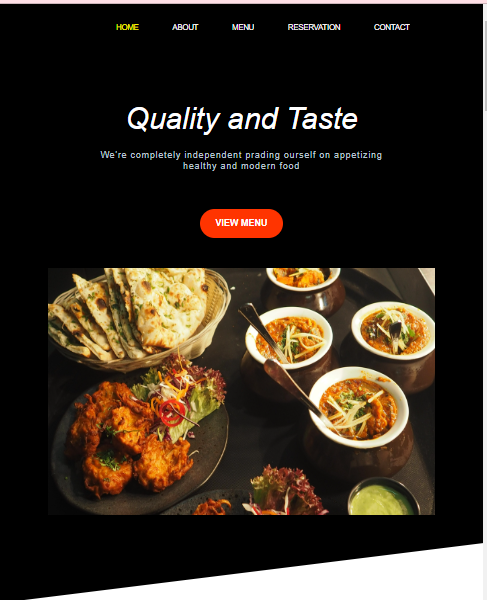 HOME ABOUT MENU RESERVATION CONTACT
Quality and Taste
We're completely independent prading ourself on appetizing
healthy and modern food
VIEW MENU